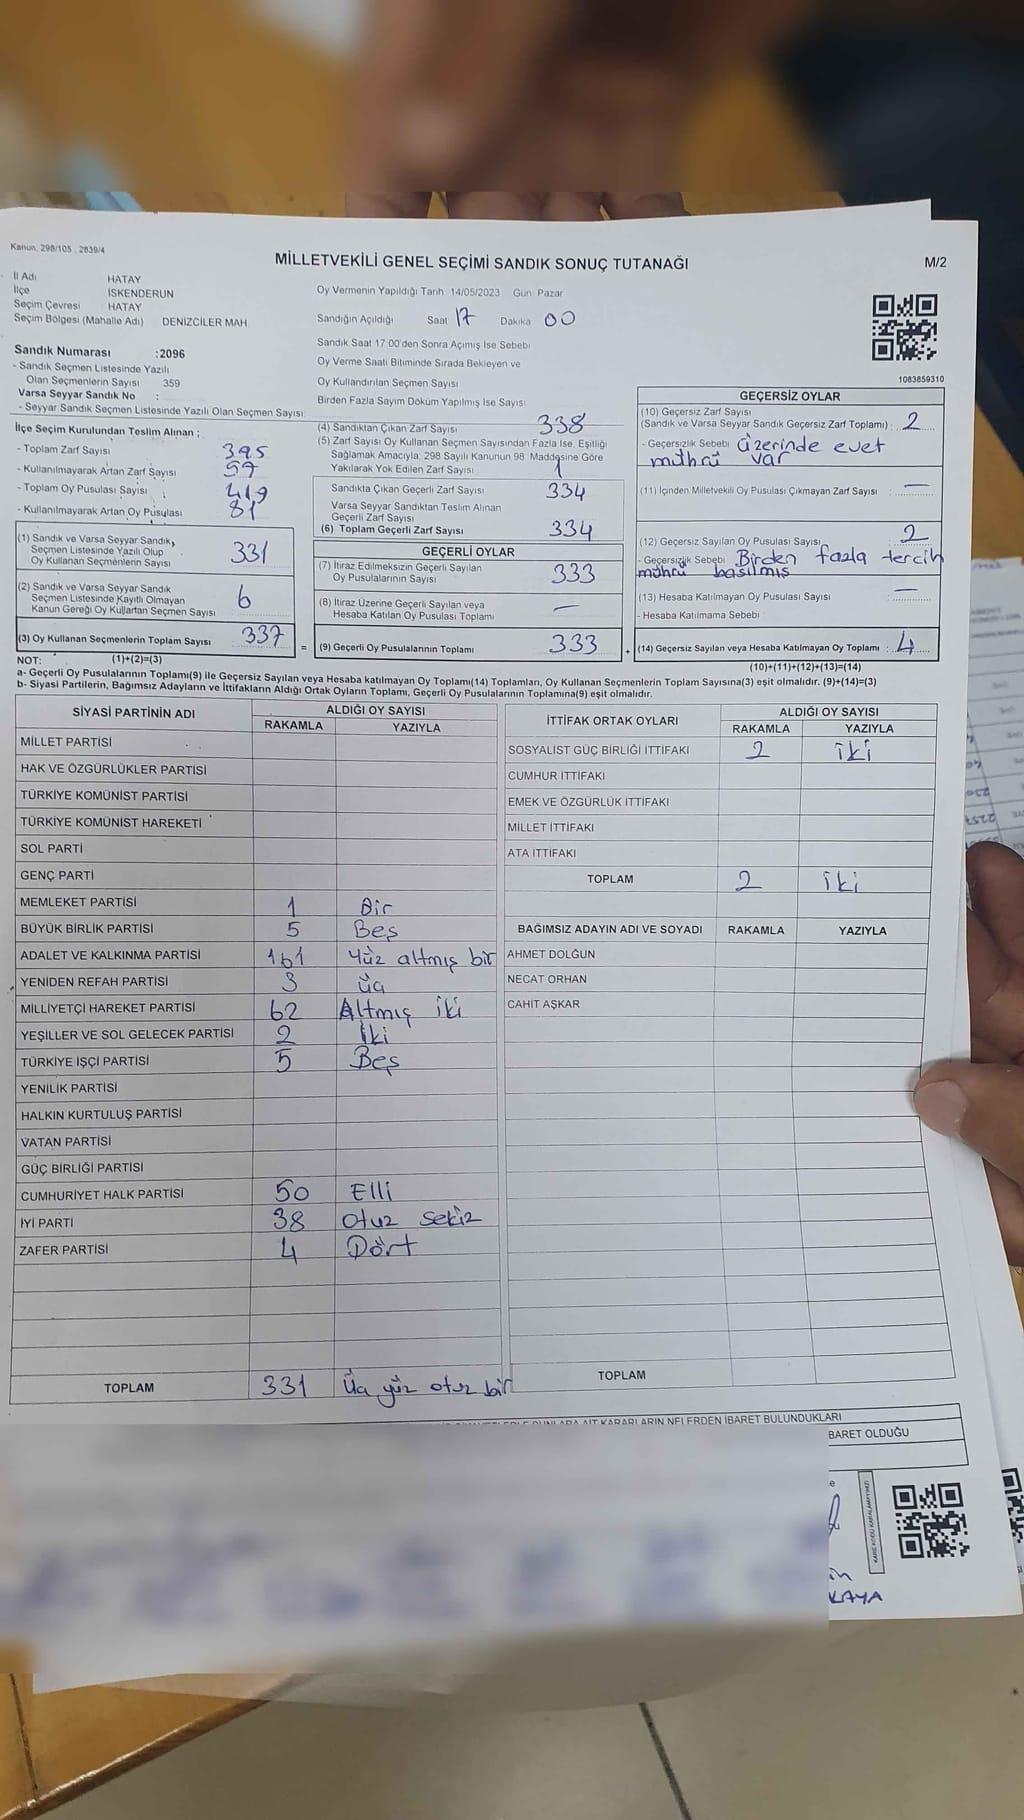 Kanun, 298/105 , 2839/4
MİLLETVEKİLİ GENEL SEÇİMİ SANDIK SONUÇ TUTANAĞI
M/2
İl Adı HATAY
İlçe İSKENDERUN
Seçim Çevresi HATAY
Seçim Bölgesi (Mahalle Adı) DENİZCİLER MAH
Oy Vermenin Yapıldığı Tarih 14/05/2023 Gün Pazar
Sandığın Açıldığı Saat 17 Dakika 00
Sandık Saat 17:00'den Sonra Açımış İse Sebebi
Oy Verme Saati Bitiminde Sırada Bekleyen ve
Oy Kullandırılan Seçmen Sayısı
Birden Fazla Sayım Döküm Yapılmış İse Sayısı
1083859310
Sandık Numarası :2096
- Sandık Seçmen Listesinde Yazılı
Olan Seçmenlerin Sayısı 359
Varsa Seyyar Sandık No :
- Seyyar Sandık Seçmen Listesinde Yazılı Olan Seçmen Sayısı:
İlçe Seçim Kurulundan Teslim Alınan ;
- Toplam Zarf Sayısı 395
- Kullanılmayarak Artan Zarf Sayısı 57
- Toplam Oy Pusulası Sayısı 419
- Kullanılmayarak Artan Oy Pusulası 81
(1) Sandık ve Varsa Seyyar Sandık,
Seçmen Listesinde Yazılı Olup
Oy Kullanan Seçmenlerin Sayısı 331
(2) Sandık ve Varsa Seyyar Sandık
Seçmen Listesinde Kayıtlı Olmayan
Kanun Gereği Oy Kullartan Seçmen Sayısı 6
(3) Oy Kullanan Seçmenlerin Toplam Sayısı 337
(1)+(2)=(3)
(4) Sandıktan Çıkan Zarf Sayısı 338
(5) Zarf Sayısı Oy Kullanan Seçmen Sayısından Fazla İse, Eşitliği
Sağlamak Amacıyla, 298 Sayılı Kanunun 98. Maddesine Göre
Yakılarak Yok Edilen Zarf Sayısı 1
Sandıkta Çıkan Geçerli Zarf Sayısı 334
Varsa Seyyar Sandıktan Teslim Alınan
Geçerli Zarf Sayısı
(6) Toplam Geçerli Zarf Sayısı 334
GEÇERLİ OYLAR
(7) İtiraz Edilmeksizin Geçerli Sayılan
Oy Pusulalarının Sayısı 333
(8) İtiraz Üzerine Geçerli Sayılan veya
Hesaba Katılan Oy Pusulası Toplamı —
= (9) Geçerli Oy Pusulalarının Toplamı 333
GEÇERSİZ OYLAR
(10) Geçersiz Zarf Sayısı
(Sandık ve Varsa Seyyar Sandık Geçersiz Zarf Toplamı) : 2
- Geçersizlik Sebebi üzerinde evet
mührü var
(11) İçinden Milletvekili Oy Pusulası Çıkmayan Zarf Sayısı : —
(12) Geçersiz Sayılan Oy Pusulası Sayısı 2
- Geçersizlik Sebebi Birden fazla tercih
mührü basılmış
(13) Hesaba Katılmayan Oy Pusulası Sayısı : —
- Hesaba Katılmama Sebebi
+ (14) Geçersiz Sayılan veya Hesaba Katılmayan Oy Toplamı : 4
(10)+(11)+(12)+(13)=(14)
NOT:
a- Geçerli Oy Pusulalarının Toplamı(9) ile Geçersiz Sayılan veya Hesaba katılmayan Oy Toplamı(14) Toplamları, Oy Kullanan Seçmenlerin Toplam Sayısına(3) eşit olmalıdır. (9)+(14)=(3)
b- Siyasi Partilerin, Bağımsız Adayların ve İttifakların Aldığı Ortak Oyların Toplamı, Geçerli Oy Pusulalarının Toplamına(9) eşit olmalıdır.
SİYASİ PARTİNİN ADI ALDIĞI OY SAYISI
RAKAMLA YAZIYLA
MİLLET PARTİSİ
HAK VE ÖZGÜRLÜKLER PARTİSİ
TÜRKİYE KOMÜNİST PARTİSİ
TÜRKİYE KOMÜNİST HAREKETİ
SOL PARTİ
GENÇ PARTİ
MEMLEKET PARTİSİ 1 Bir
BÜYÜK BİRLİK PARTİSİ 5 Beş
ADALET VE KALKINMA PARTİSİ 161 Yüz altmış bir
YENİDEN REFAH PARTİSİ 3 üç
MİLLİYETÇİ HAREKET PARTİSİ 62 Altmış iki
YEŞİLLER VE SOL GELECEK PARTİSİ 2 İki
TÜRKİYE İŞÇİ PARTİSİ 5 Beş
YENİLİK PARTİSİ
HALKIN KURTULUŞ PARTİSİ
VATAN PARTİSİ
GÜÇ BİRLİĞİ PARTİSİ
CUMHURİYET HALK PARTİSİ 50 Elli
İYİ PARTİ 38 otuz sekiz
ZAFER PARTİSİ 4 Dört
TOPLAM 331 Üç yüz otuz bir
İTTİFAK ORTAK OYLARI ALDIĞI OY SAYISI
RAKAMLA YAZIYLA
SOSYALİST GÜÇ BİRLİĞİ İTTİFAKI 2 iki
CUMHUR İTTİFAKI
EMEK VE ÖZGÜRLÜK İTTİFAKI
MİLLET İTTİFAKI
ATA İTTİFAKI
TOPLAM 2 iki
BAĞIMSIZ ADAYIN ADI VE SOYADI RAKAMLA YAZIYLA
AHMET DOLĞUN
NECAT ORHAN
CAHİT AŞKAR
TOPLAM
AİT KARARLARIN NELERDEN İBARET BULUNDUKLARI
BARET OLDUĞU
KAYA